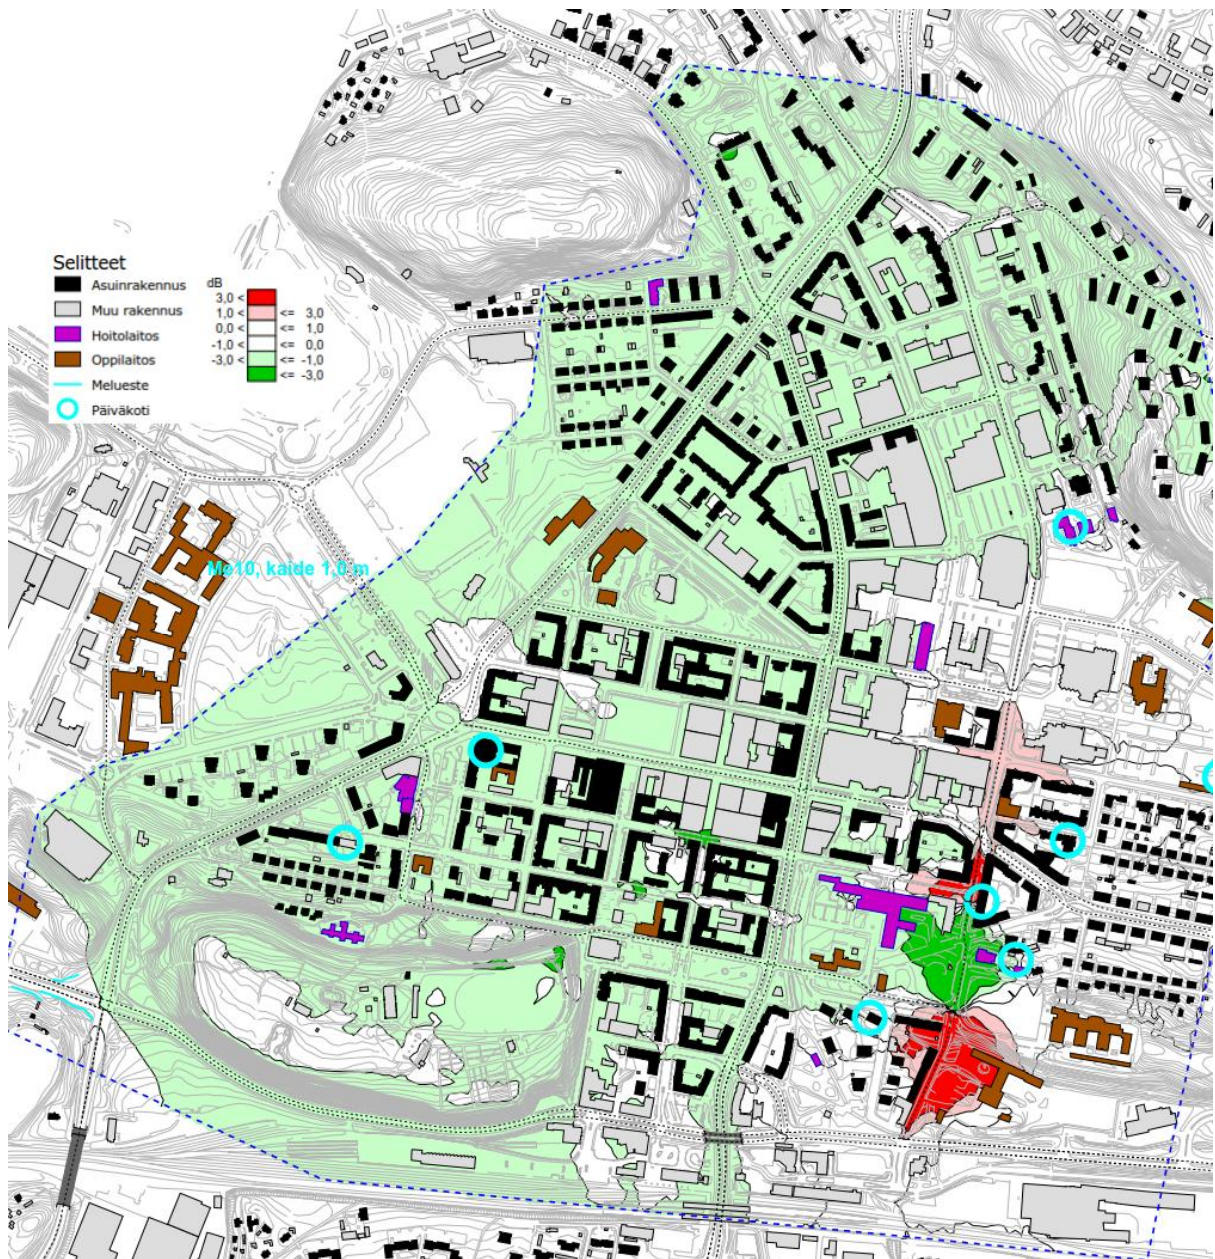 Selitteet
Asuinrakennus
Muu rakennus
Hoitolaitos
Oppilaitos
Melueste
Päiväkoti
dB
3,0 <
1,0 < <= 3,0
0,0 < <= 1,0
-1,0 < <= 0,0
-3,0 < <= -1,0
<= -3,0
Me10, kaide 1,0 m